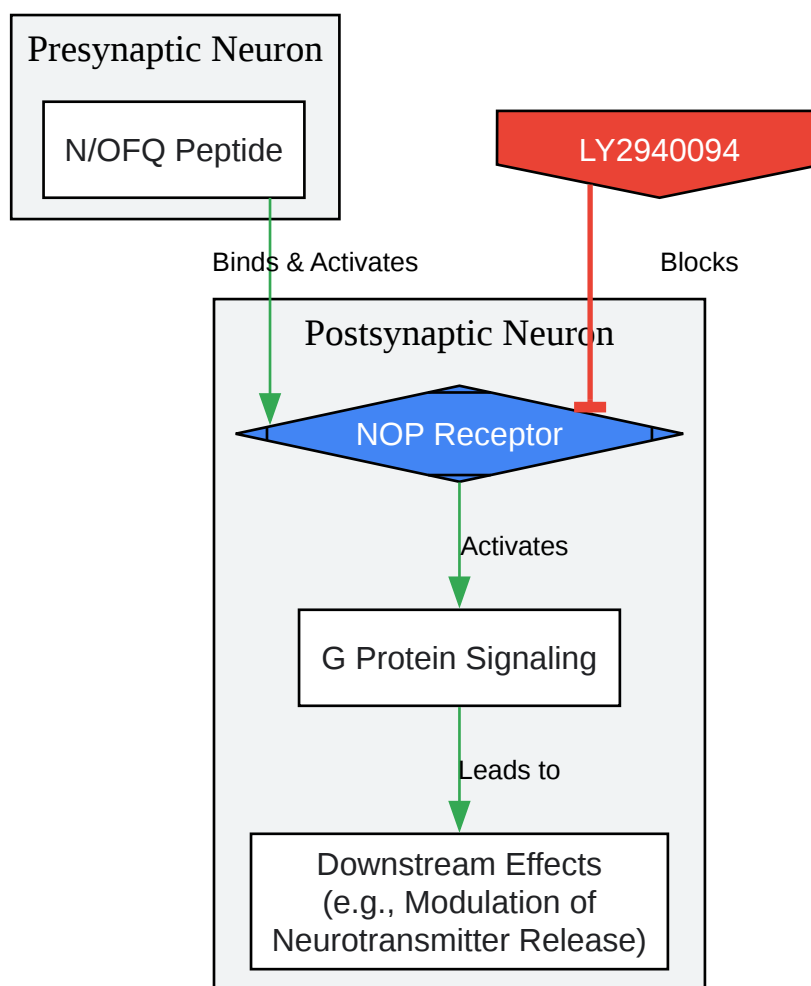 Presynaptic Neuron
N/OFQ Peptide
LY2940094
Binds & Activates
Blocks
Postsynaptic Neuron
NOP Receptor
Activates
G Protein Signaling
Leads to
Downstream Effects
(e.g., Modulation of
Neurotransmitter Release)